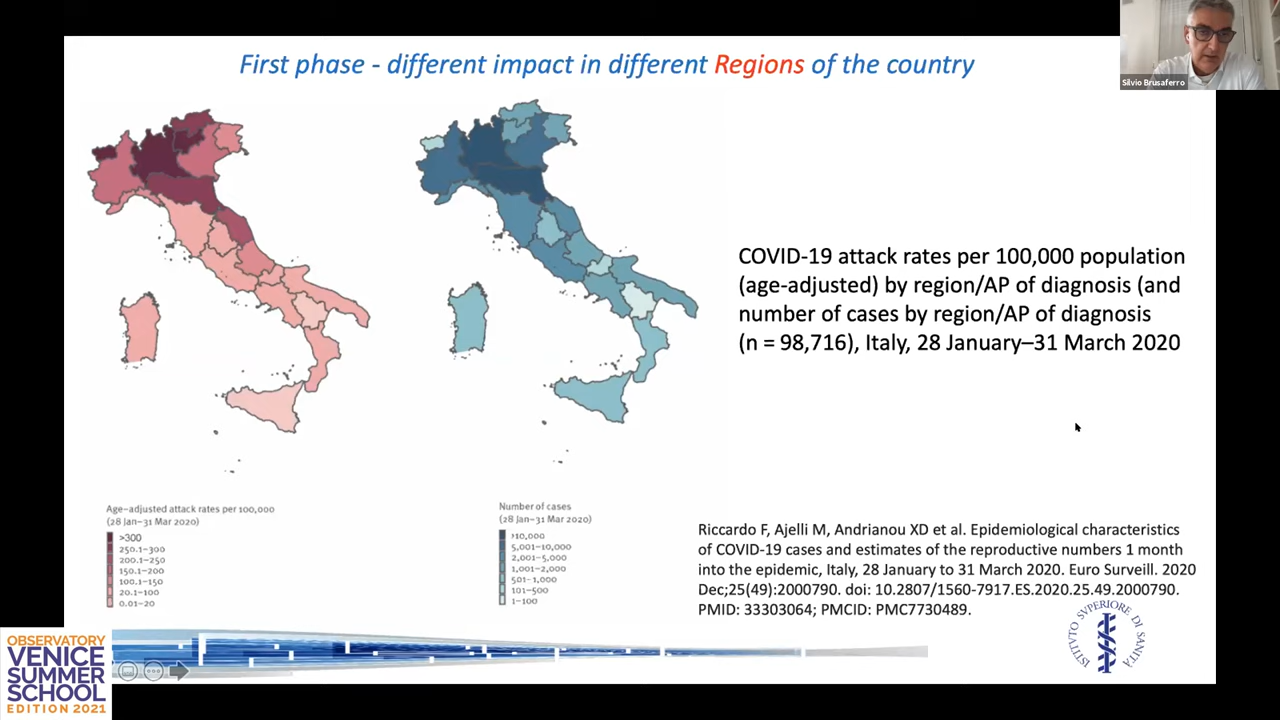 First phase - different impact in different Regions of the country
Silvio Brusaferro
COVID-19 attack rates per 100,000 population
(age-adjusted) by region/AP of diagnosis (and
number of cases by region/AP of diagnosis
(n = 98,716), Italy, 28 January–31 March 2020
Age-adjusted attack rates per 100,000
(28 Jan–31 Mar 2020)
>300
250.1–300
200.1–250
150.1–200
100.1–150
20.1–100
0.01–20
Number of cases
(28 Jan–31 Mar 2020)
>10,000
5,001–10,000
2,001–5,000
1,001–2,000
501–1,000
101–500
1–100
Riccardo F, Ajelli M, Andrianou XD et al. Epidemiological characteristics
of COVID-19 cases and estimates of the reproductive numbers 1 month
into the epidemic, Italy, 28 January to 31 March 2020. Euro Surveill. 2020
Dec;25(49):2000790. doi: 10.2807/1560-7917.ES.2020.25.49.2000790.
PMID: 33303064; PMCID: PMC7730489.
ISTITUTO SUPERIORE DI SANITÀ
OBSERVATORY
VENICE
SUMMER
SCHOOL
EDITION 2021